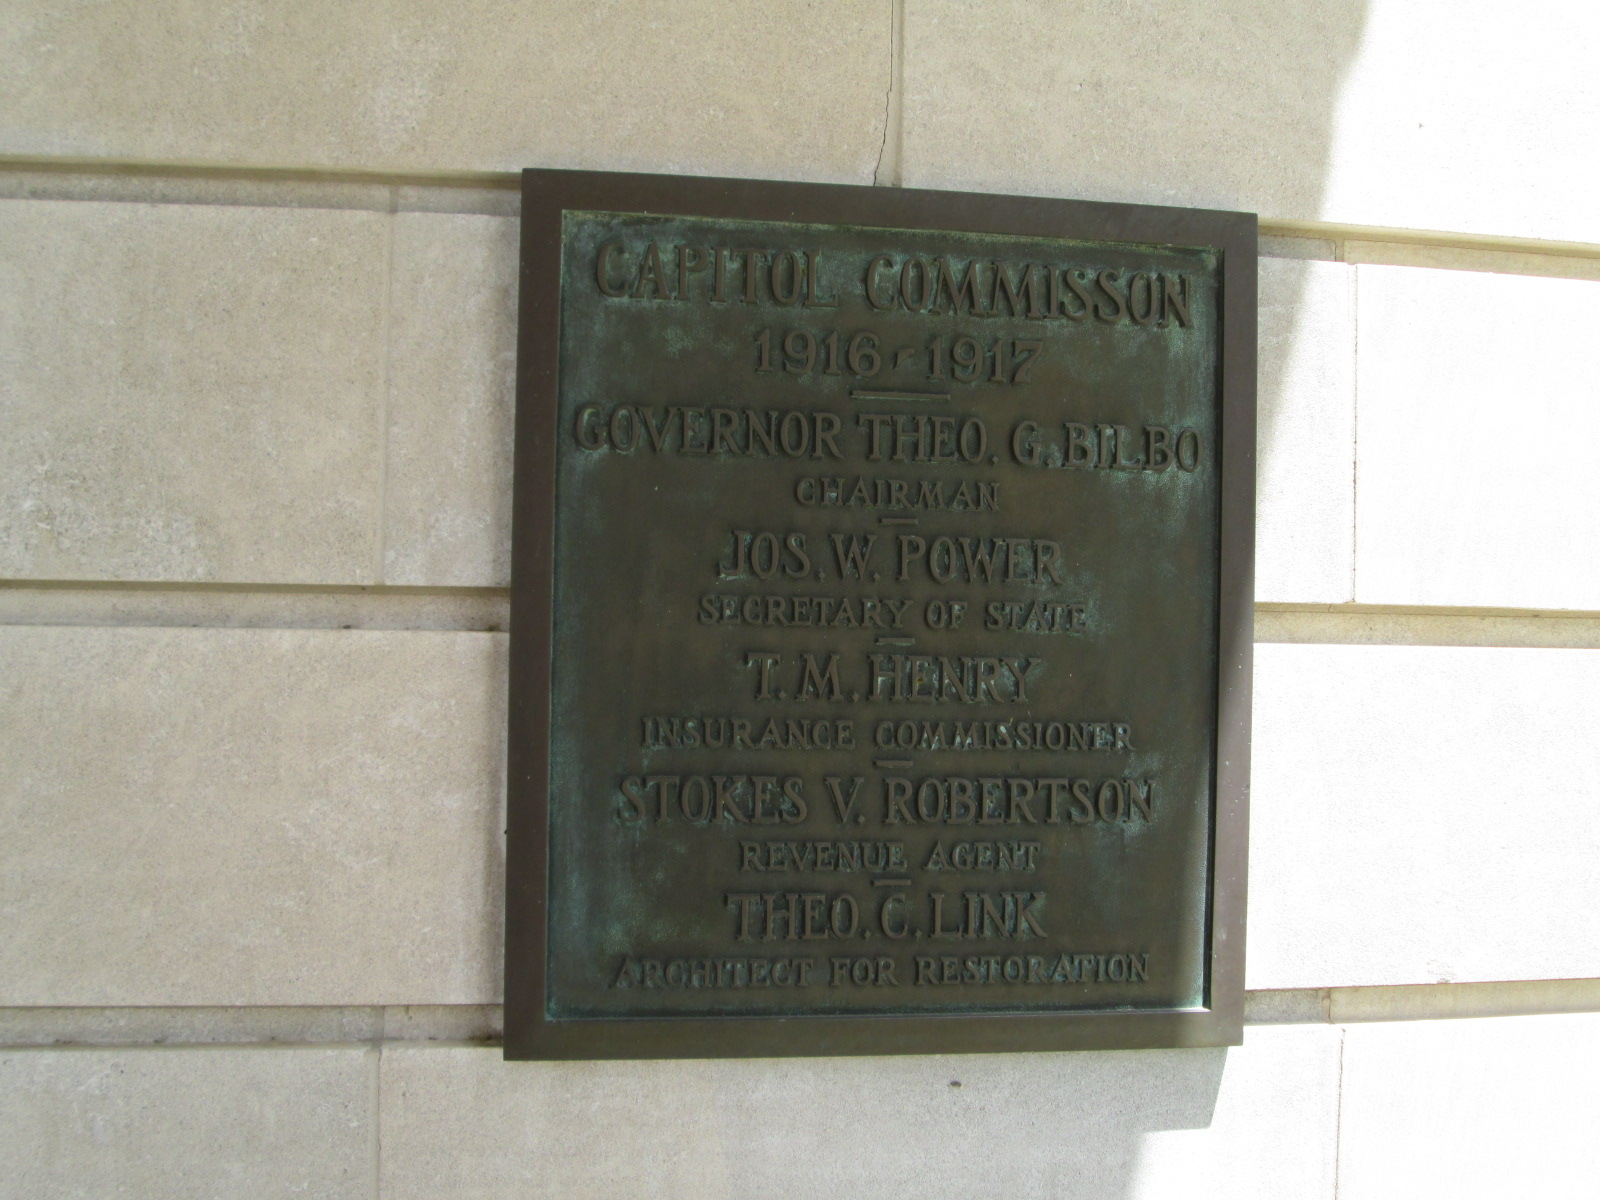 CAPITOL COMMISSON
1916-1917
GOVERNOR THEO. G. BILBO
CHAIRMAN
JOS. W. POWER
SECRETARY OF STATE
T. M. HENRY
INSURANCE COMMISSIONER
STOKES V. ROBERTSON
REVENUE AGENT
THEO. C. LINK
ARCHITECT FOR RESTORATION